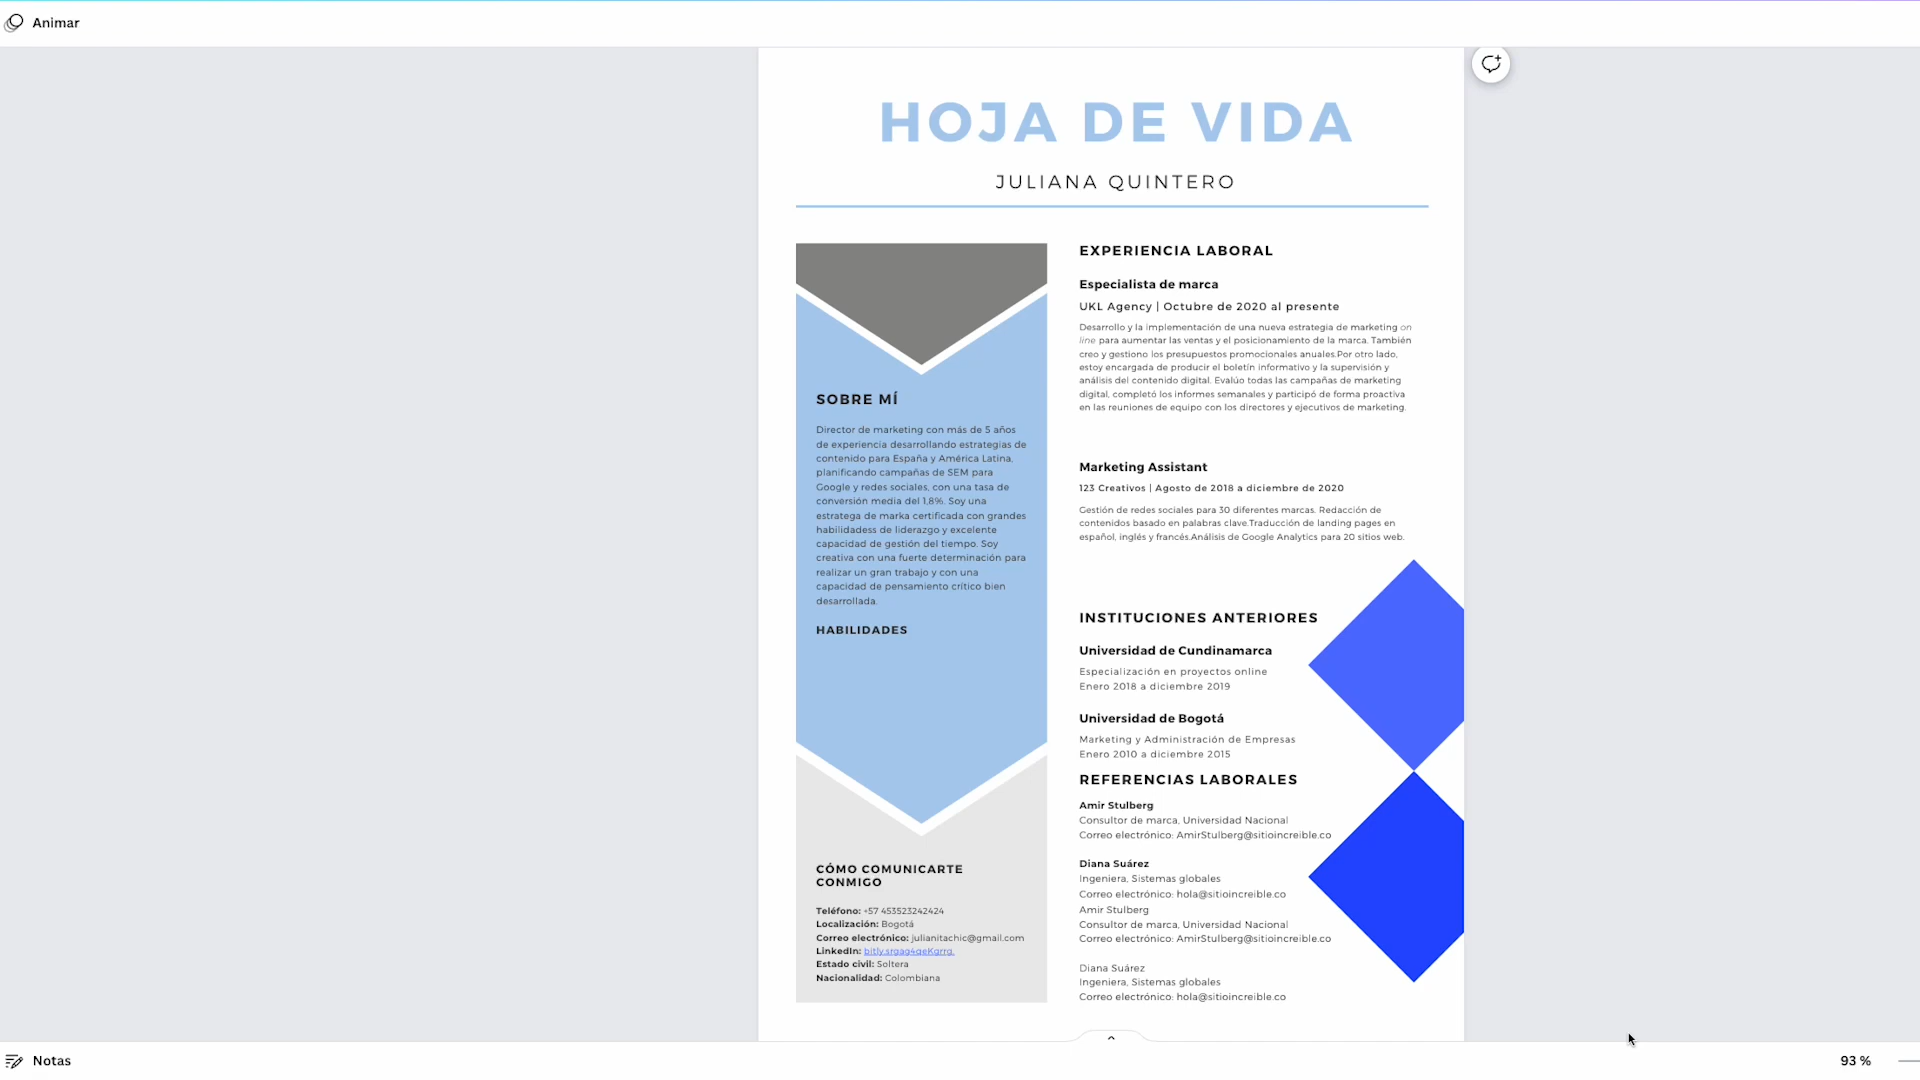 Animar
HOJA DE VIDA
JULIANA QUINTERO
SOBRE MÍ
Director de marketing con más de 5 años
de experiencia desarrollando estrategias de
contenido para España y América Latina,
planificando campañas de SEM para
Google y redes sociales, con una tasa de
conversión media del 1,8%. Soy una
estratega de marka certificada con grandes
habilidadess de liderazgo y excelente
capacidad de gestión del tiempo. Soy
creativa con una fuerte determinación para
realizar un gran trabajo y con una
capacidad de pensamiento crítico bien
desarrollada.
HABILIDADES
CÓMO COMUNICARTE
CONMIGO
Teléfono: +57 453523242424
Localización: Bogotá
Correo electrónico: julianitachic@gmail.com
LinkedIn: bitly.srgag4qeKgrrg.
Estado civil: Soltera
Nacionalidad: Colombiana
EXPERIENCIA LABORAL
Especialista de marca
UKL Agency | Octubre de 2020 al presente
Desarrollo y la implementación de una nueva estrategia de marketing on
line para aumentar las ventas y el posicionamiento de la marca. También
creo y gestiono los presupuestos promocionales anuales.Por otro lado,
estoy encargada de producir el boletín informativo y la supervisión y
análisis del contenido digital. Evalúo todas las campañas de marketing
digital, completó los informes semanales y participó de forma proactiva
en las reuniones de equipo con los directores y ejecutivos de marketing.
Marketing Assistant
123 Creativos | Agosto de 2018 a diciembre de 2020
Gestión de redes sociales para 30 diferentes marcas. Redacción de
contenidos basado en palabras clave.Traducción de landing pages en
español, inglés y francés.Análisis de Google Analytics para 20 sitios web.
INSTITUCIONES ANTERIORES
Universidad de Cundinamarca
Especialización en proyectos online
Enero 2018 a diciembre 2019
Universidad de Bogotá
Marketing y Administración de Empresas
Enero 2010 a diciembre 2015
REFERENCIAS LABORALES
Amir Stulberg
Consultor de marca, Universidad Nacional
Correo electrónico: AmirStulberg@sitioincreible.co
Diana Suárez
Ingeniera, Sistemas globales
Correo electrónico: hola@sitioincreible.co
Amir Stulberg
Consultor de marca, Universidad Nacional
Correo electrónico: AmirStulberg@sitioincreible.co
Diana Suárez
Ingeniera, Sistemas globales
Correo electrónico: hola@sitioincreible.co
Notas
93 %